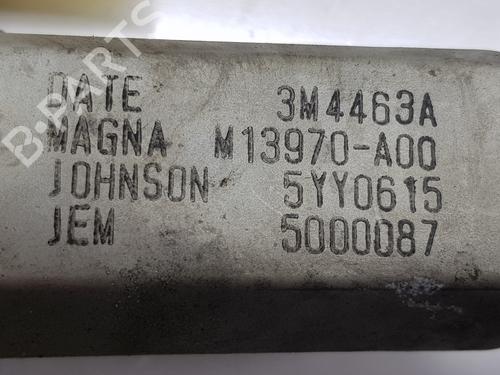 DATE 3M4463A
MAGNA M13970-A00
JOHNSON 5YY0615
JEM 5000087
B-PARTS